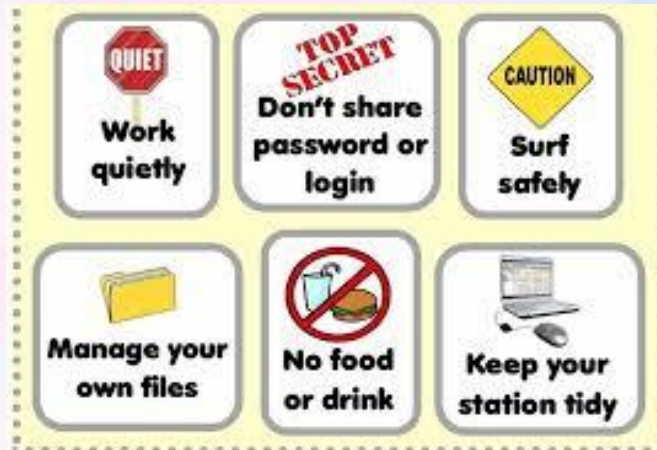 QUIET
Work
quietly
TOP
SECRET
Don't share
password or
login
CAUTION
Surf
safely
Manage your
own files
No food
or drink
Keep your
station tidy